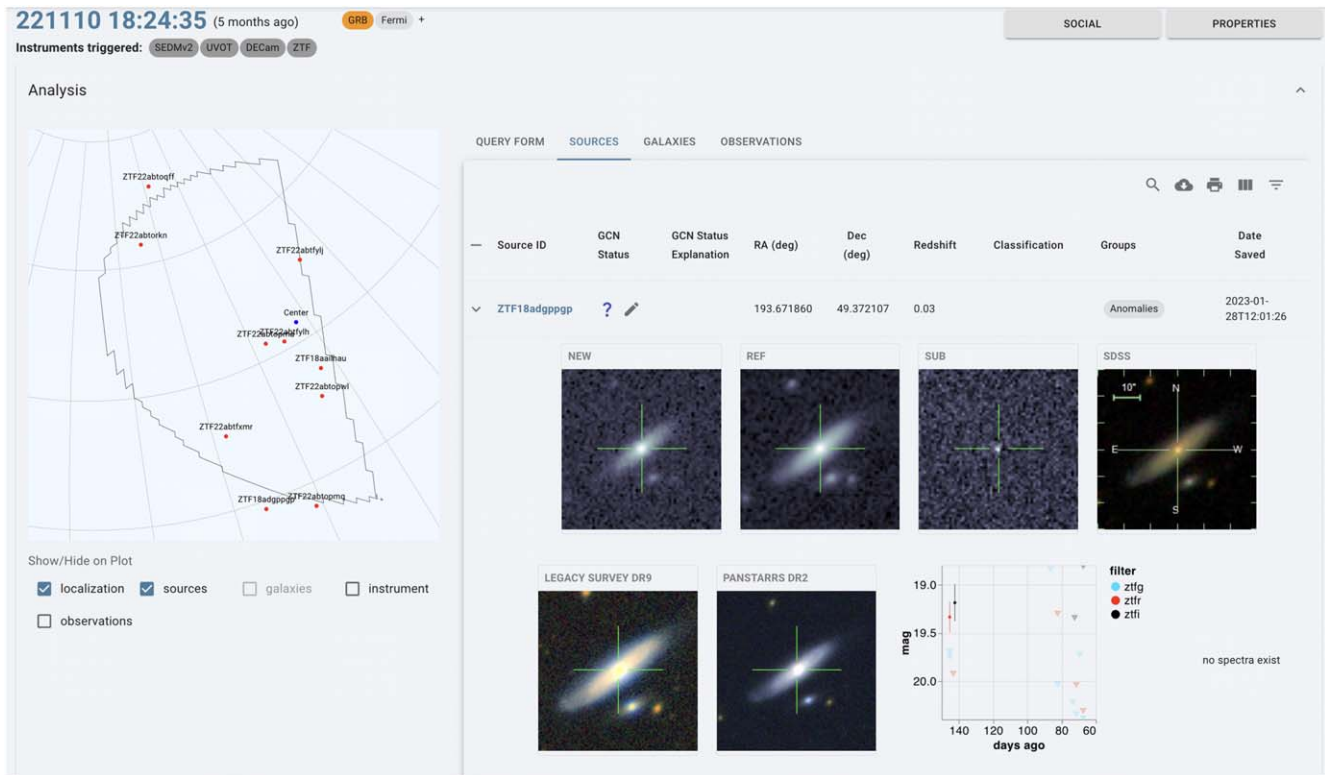 221110 18:24:35 (5 months ago) GRB Fermi +
SOCIAL PROPERTIES
Instruments triggered: SEDMv2 UVOT DECam ZTF
Analysis
ZTF22abtoqff
ZTF22abtorkn
ZTF22abtfylj
Center
ZTF22abtfylh
ZTF18aailhau
ZTF22abtopwl
ZTF22abtfxmr
ZTF18adgppgp
ZTF22abtopmq
Show/Hide on Plot
localization sources galaxies instrument
observations
QUERY FORM SOURCES GALAXIES OBSERVATIONS
Source ID GCN Status GCN Status Explanation RA (deg) Dec (deg) Redshift Classification Groups Date Saved
ZTF18adgppgp ? 193.671860 49.372107 0.03 Anomalies 2023-01-
28T12:01:26
NEW REF SUB SDSS
10"
N
E W
S
LEGACY SURVEY DR9 PANSTARRS DR2
mag
19.0
19.5
20.0
140 120 100 80 60
days ago
filter
ztfg
ztfr
ztfi
no spectra exist